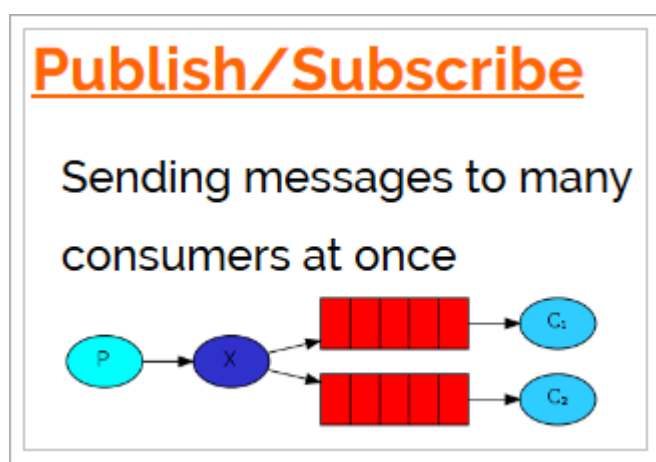 Publish/Subscribe
Sending messages to many
consumers at once
P
X
C₁
C₂